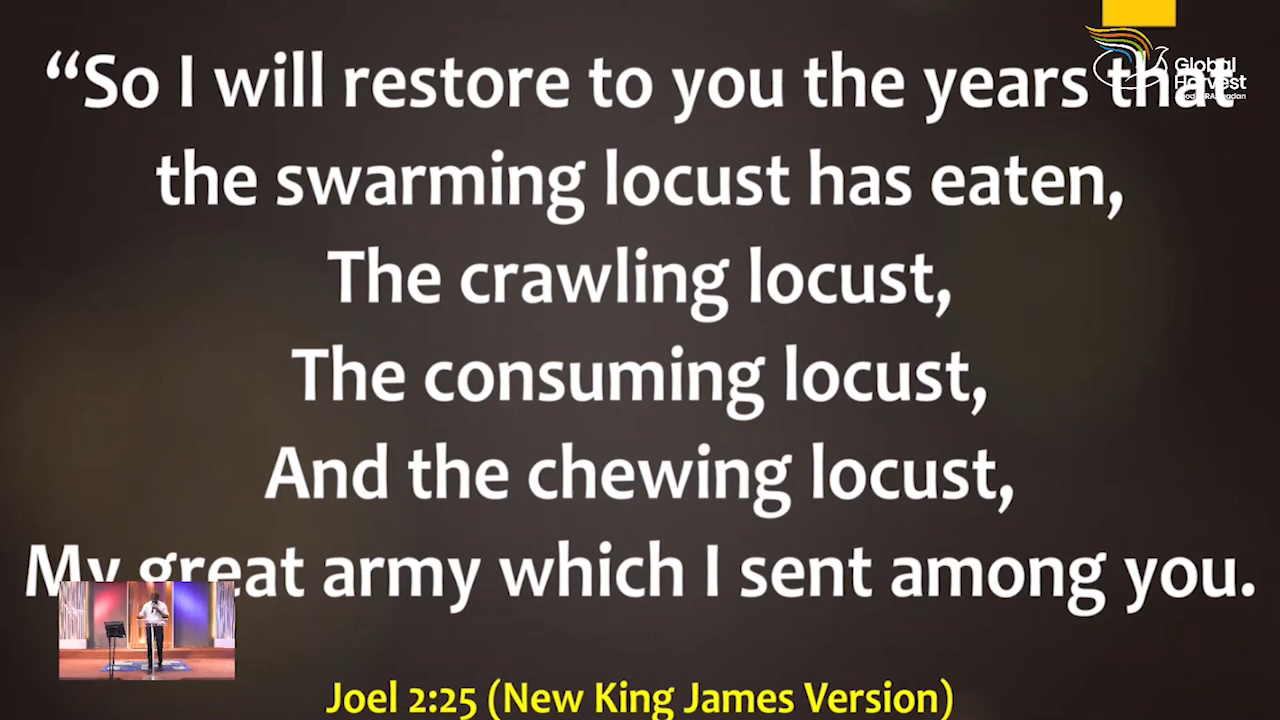 “So I will restore to you the years that
the swarming locust has eaten,
The crawling locust,
The consuming locust,
And the chewing locust,
My great army which I sent among you.
Joel 2:25 (New King James Version)
Global
Harvest